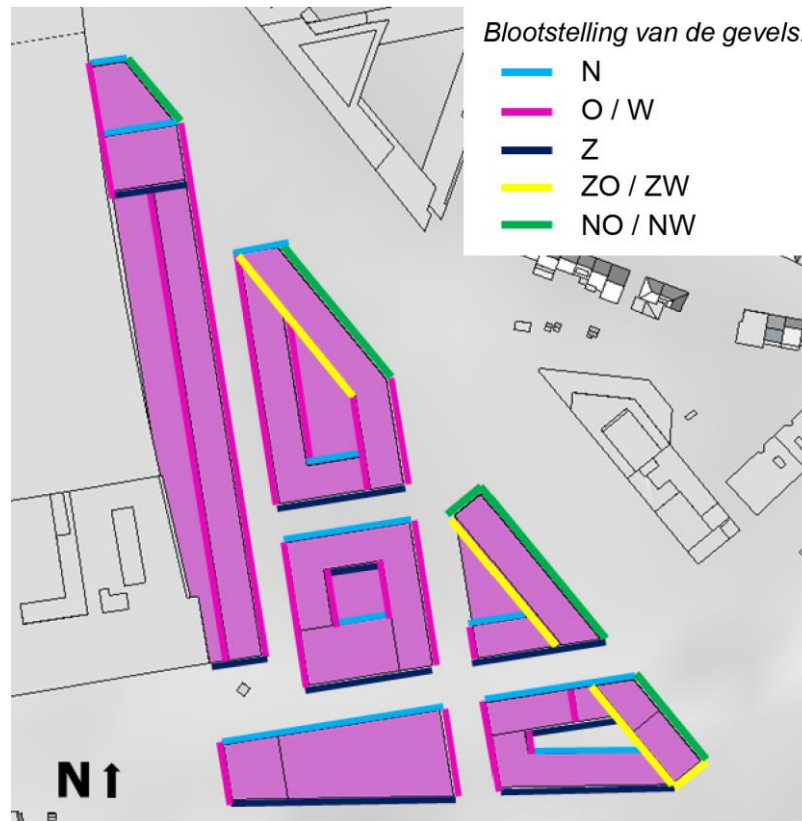 Blootstelling van de gevels:
N
O / W
Z
ZO / ZW
NO / NW
N